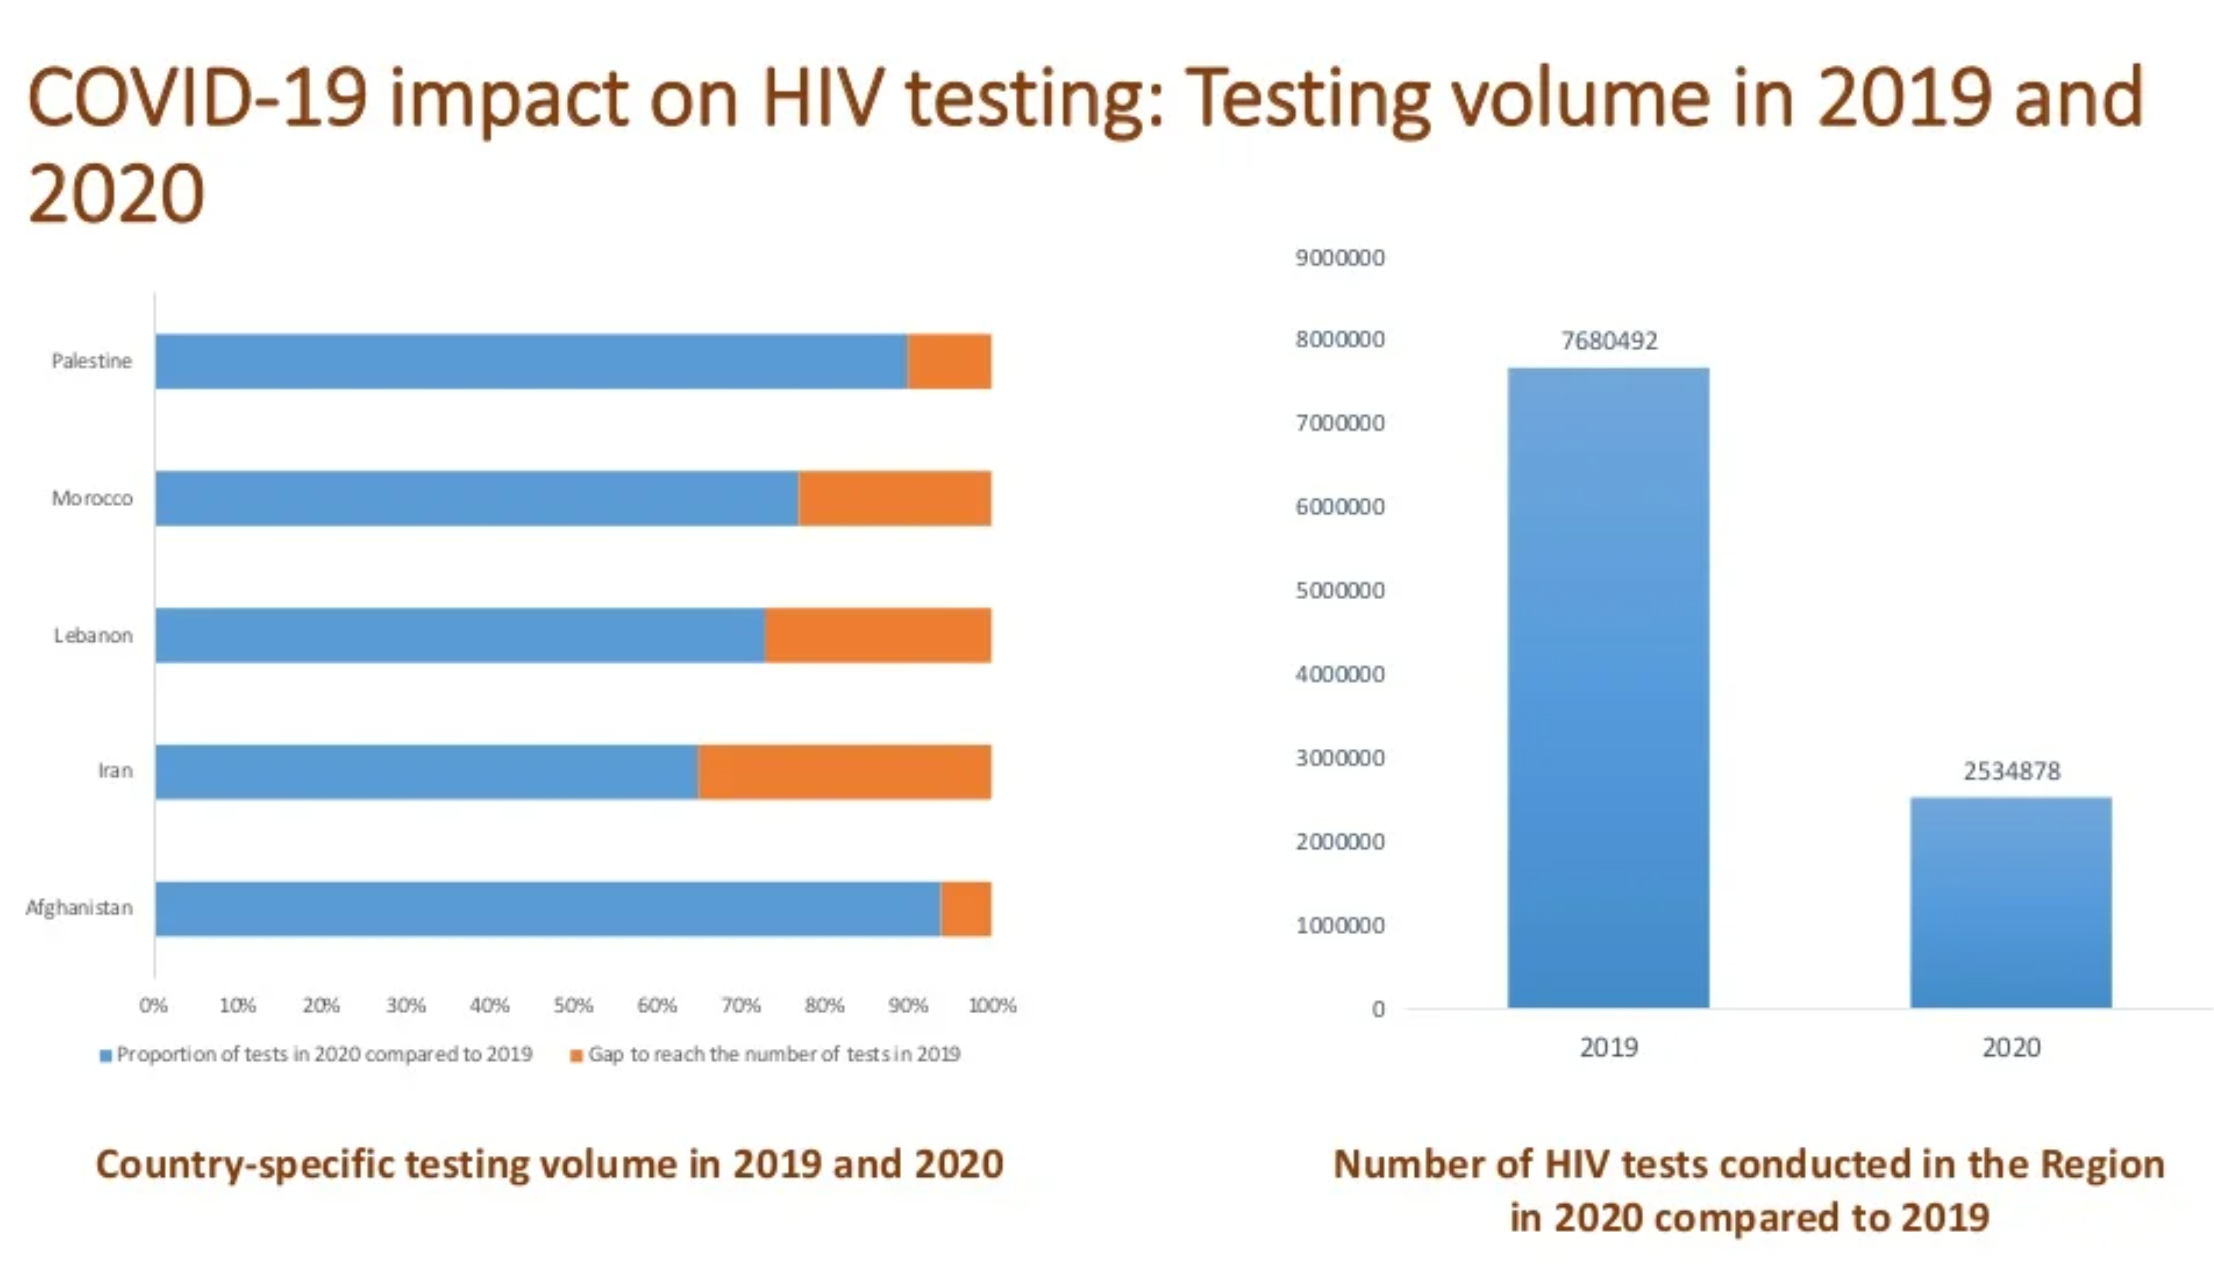 COVID-19 impact on HIV testing: Testing volume in 2019 and
2020
Palestine
Morocco
Lebanon
Iran
Afghanistan
0% 10% 20% 30% 40% 50% 60% 70% 80% 90% 100%
Proportion of tests in 2020 compared to 2019 Gap to reach the number of tests in 2019
Country-specific testing volume in 2019 and 2020
9000000
8000000
7000000
6000000
5000000
4000000
3000000
2000000
1000000
0
7680492
2534878
2019 2020
Number of HIV tests conducted in the Region
in 2020 compared to 2019